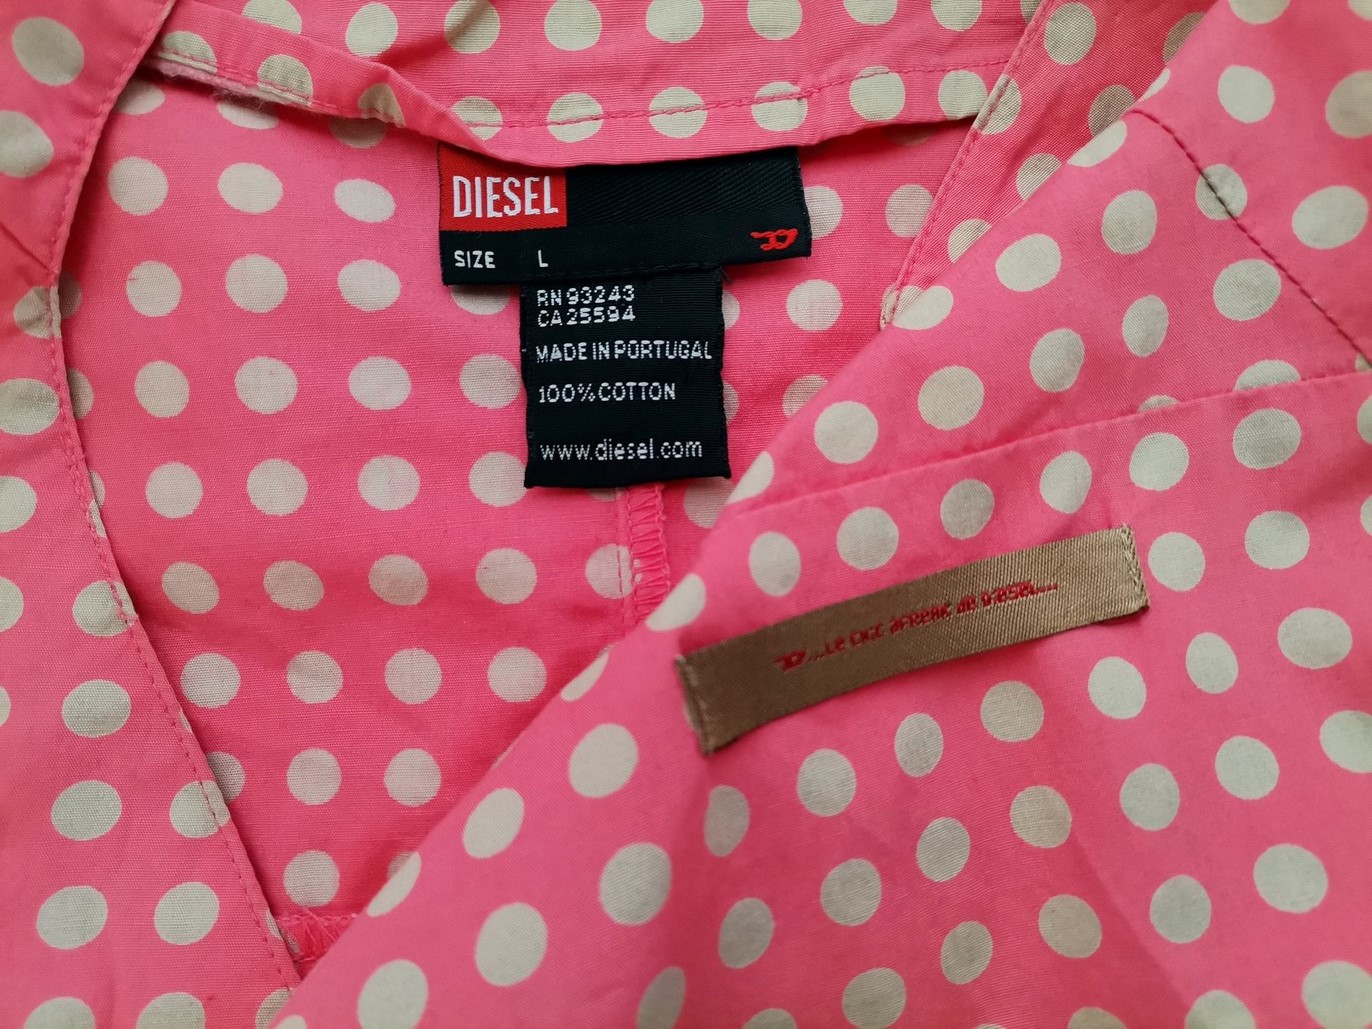 DIESEL
SIZE L
RN 93243
CA 25594
MADE IN PORTUGAL
100% COTTON
www.diesel.com